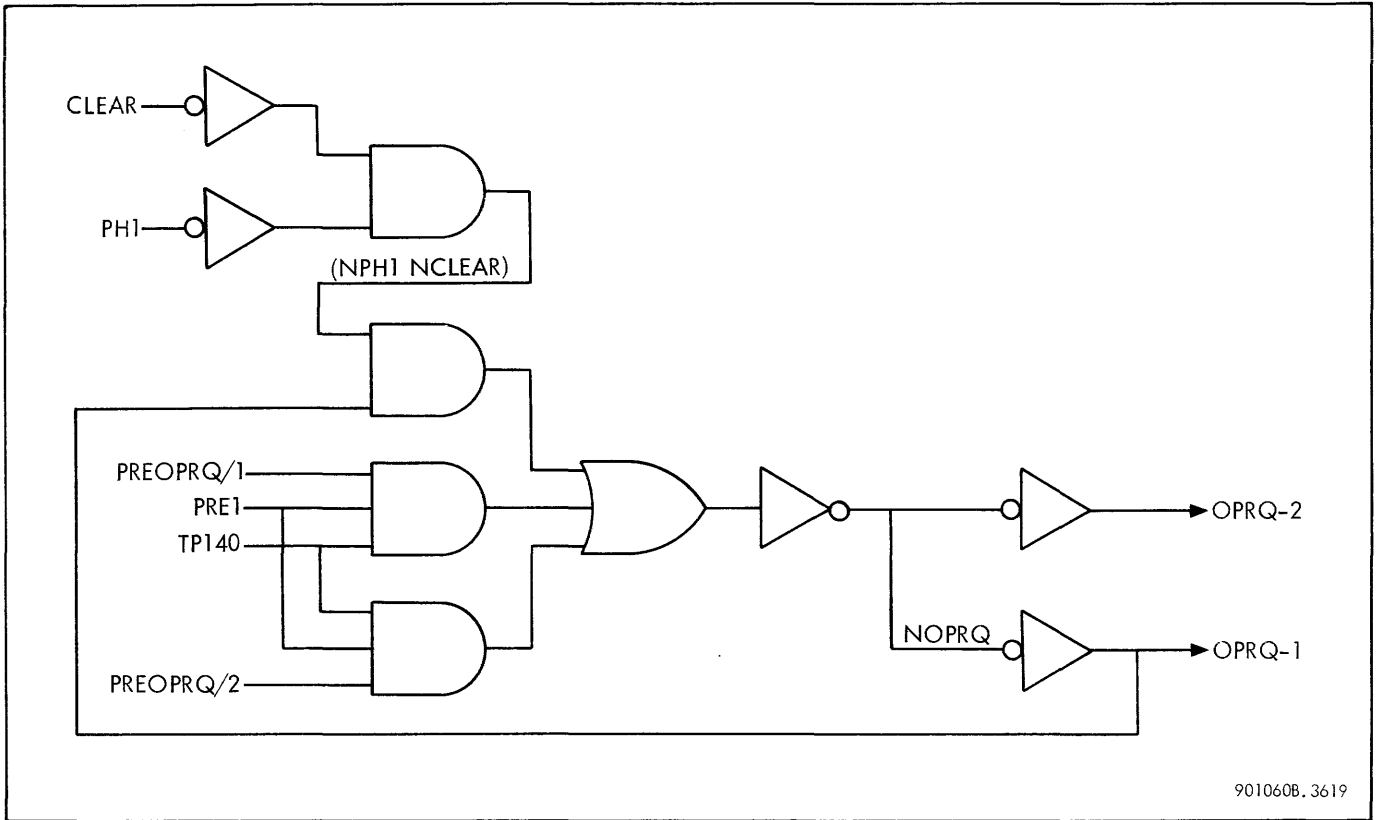 CLEAR
PH1
(NPH1 NCLEAR)
PREOPRQ/1
PRE1
TP140
PREOPRQ/2
NOPRQ
OPRQ-2
OPRQ-1
901060B.3619